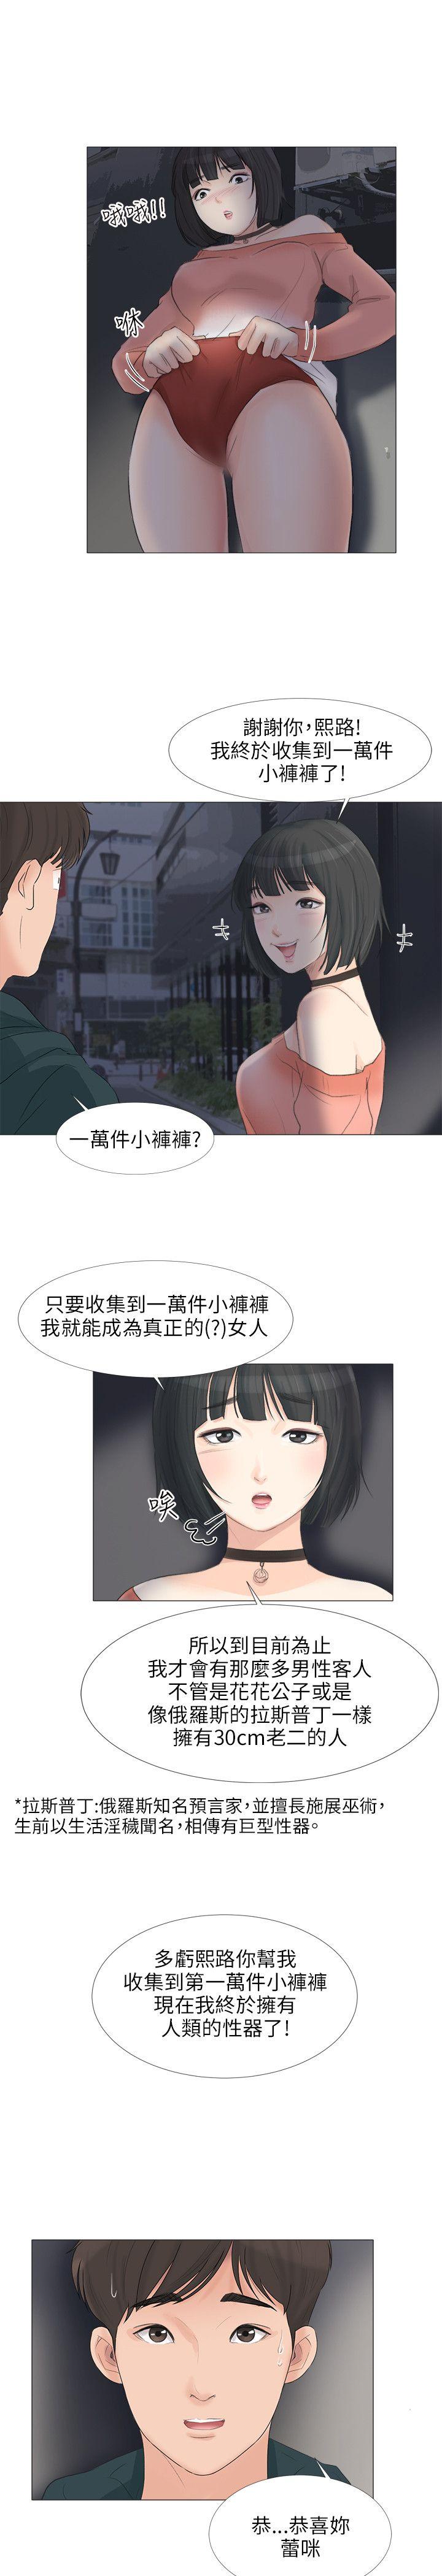 哦哦!!
咻
謝謝你,熙路!
我終於收集到一萬件
小褲褲了!
一萬件小褲褲?
只要收集到一萬件小褲褲
我就能成為真正的(?)女人
唉
所以到目前為止
我才會有那麼多男性客人
不管是花花公子或是
像俄羅斯的拉斯普丁一樣
擁有30cm老二的人
*拉斯普丁:俄羅斯知名預言家,並擅長施展巫術,
生前以生活淫穢聞名,相傳有巨型性器。
多虧熙路你幫我
收集到第一萬件小褲褲
現在我終於擁有
人類的性器了!
恭...恭喜妳
蕾咪